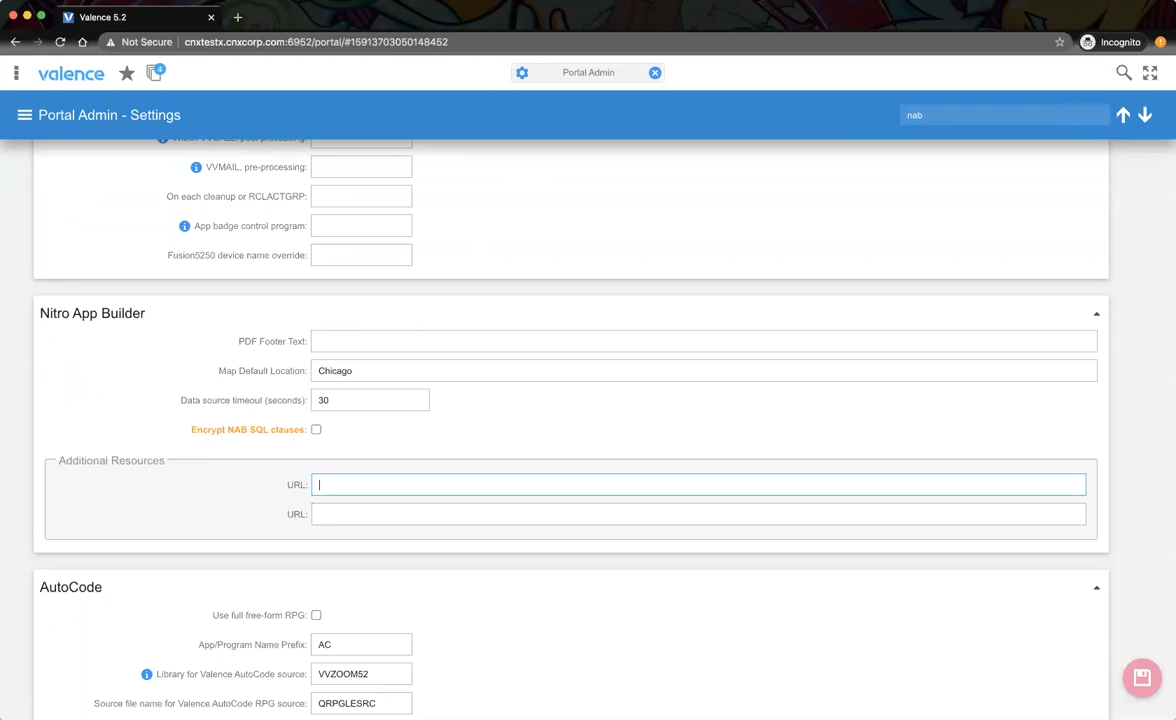 Valence 5.2
Not Secure cnxtestx.cnxcorp.com:6952/portal/#15913703050148452 Incognito
valence 4 Portal Admin
Portal Admin - Settings nab
VVMAIL, pre-processing:
On each cleanup or RCLACTGRP:
App badge control program:
Fusion5250 device name override:
Nitro App Builder
PDF Footer Text:
Map Default Location: Chicago
Data source timeout (seconds): 30
Encrypt NAB SQL clauses:
Additional Resources
URL:
URL:
AutoCode
Use full free-form RPG:
App/Program Name Prefix: AC
Library for Valence AutoCode source: VVZOOM52
Source file name for Valence AutoCode RPG source: QRPGLESRC